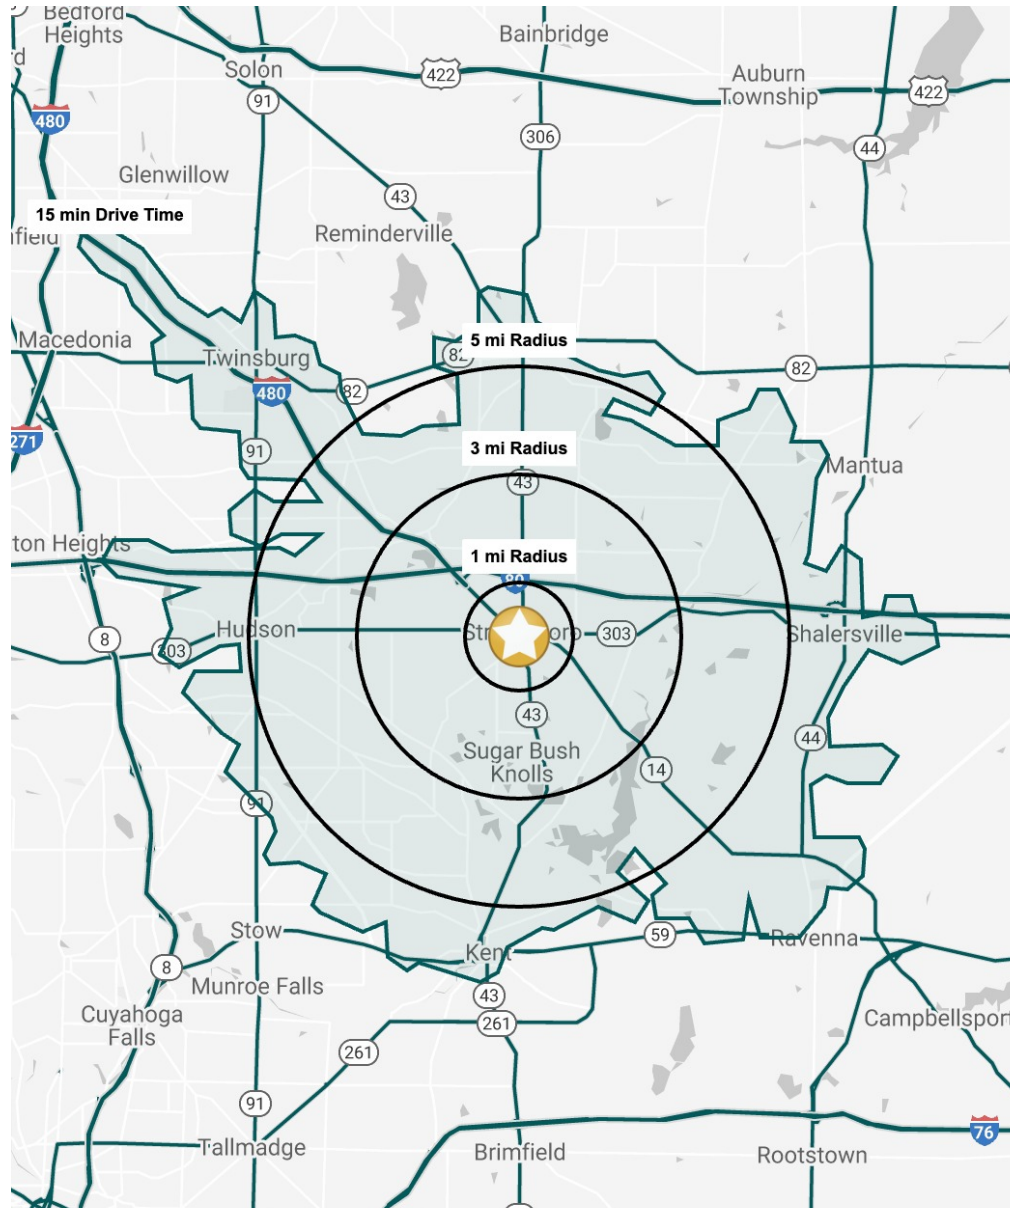 Bedford
Heights
Solon
Bainbridge
422
Auburn
Township
422
91
480
306
44
Glenwillow
43
15 min Drive Time
Reminderville
Macedonia
Twinsburg
5 mi Radius
82
82
480
82
271
91
3 mi Radius
43
Mantua
ton Heights
1 mi Radius
80
8
303
Hudson
303
Shalersville
43
Sugar Bush
Knolls
14
44
91
Stow
Kent
59
Ravenna
8
Munroe Falls
43
Cuyahoga
Falls
261
Campbellsport
261
91
Tallmadge
Brimfield
Rootstown
76